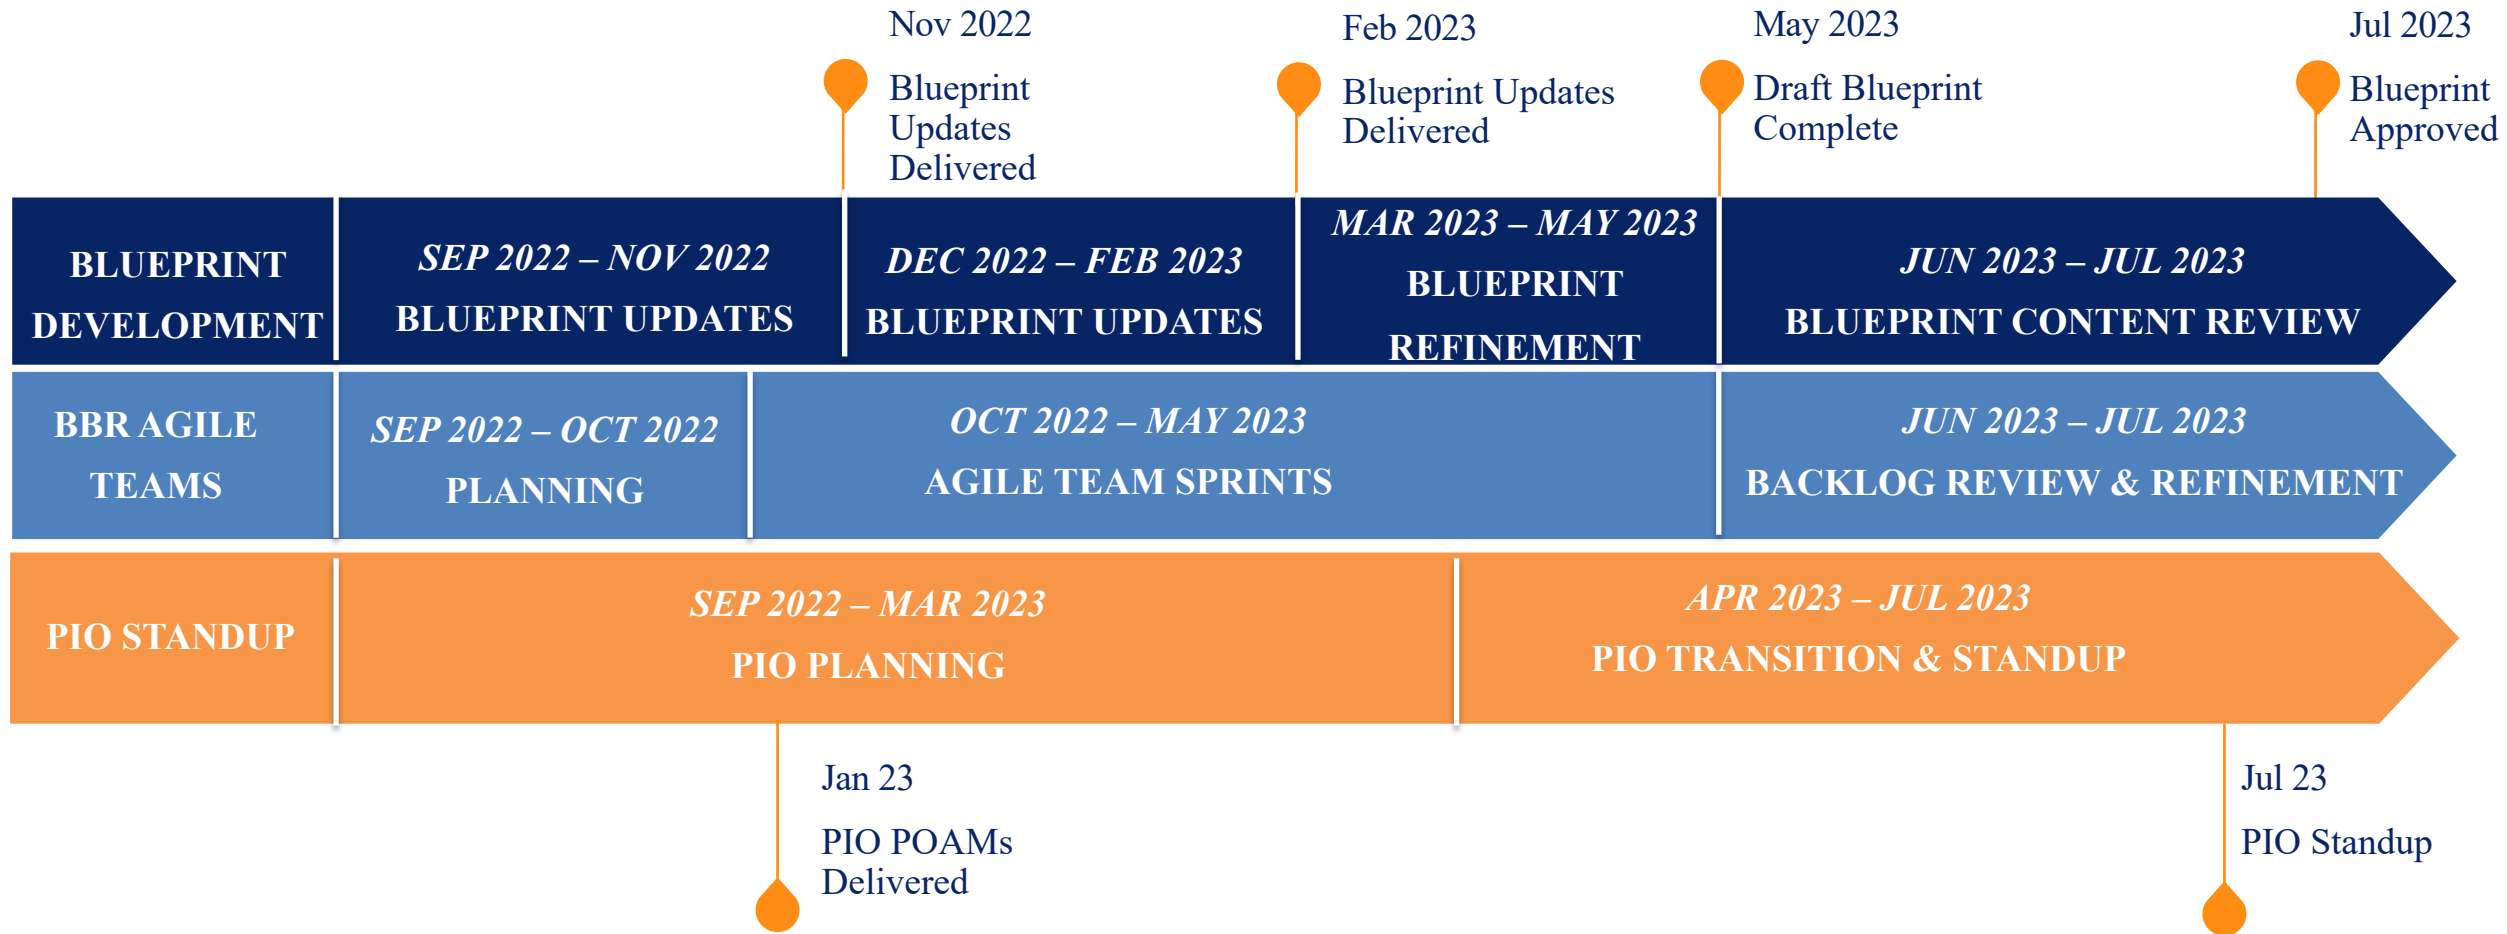 Nov 2022
Blueprint
Updates
Delivered
Feb 2023
Blueprint Updates
Delivered
May 2023
Draft Blueprint
Complete
Jul 2023
Blueprint
Approved
BLUEPRINT
DEVELOPMENT
SEP 2022 – NOV 2022
BLUEPRINT UPDATES
DEC 2022 – FEB 2023
BLUEPRINT UPDATES
MAR 2023 – MAY 2023
BLUEPRINT
REFINEMENT
JUN 2023 – JUL 2023
BLUEPRINT CONTENT REVIEW
BBR AGILE
TEAMS
SEP 2022 – OCT 2022
PLANNING
OCT 2022 – MAY 2023
AGILE TEAM SPRINTS
JUN 2023 – JUL 2023
BACKLOG REVIEW & REFINEMENT
PIO STANDUP
SEP 2022 – MAR 2023
PIO PLANNING
APR 2023 – JUL 2023
PIO TRANSITION & STANDUP
Jan 23
PIO POAMs
Delivered
Jul 23
PIO Standup